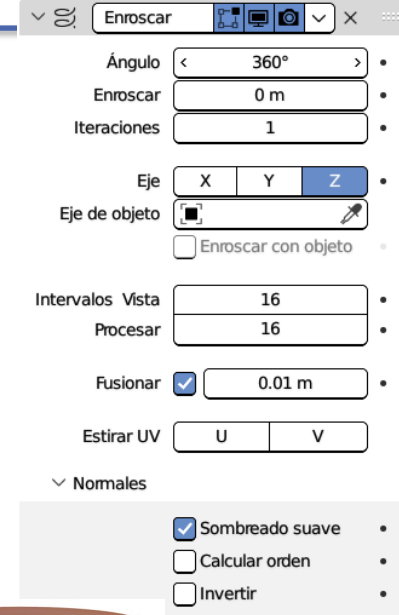 Enroscar
Ángulo 360°
Enroscar 0 m
Iteraciones 1
Eje X Y Z
Eje de objeto
Enroscar con objeto
Intervalos Vista 16
Procesar 16
Fusionar 0.01 m
Estirar UV U V
Normales
Sombreado suave
Calcular orden
Invertir